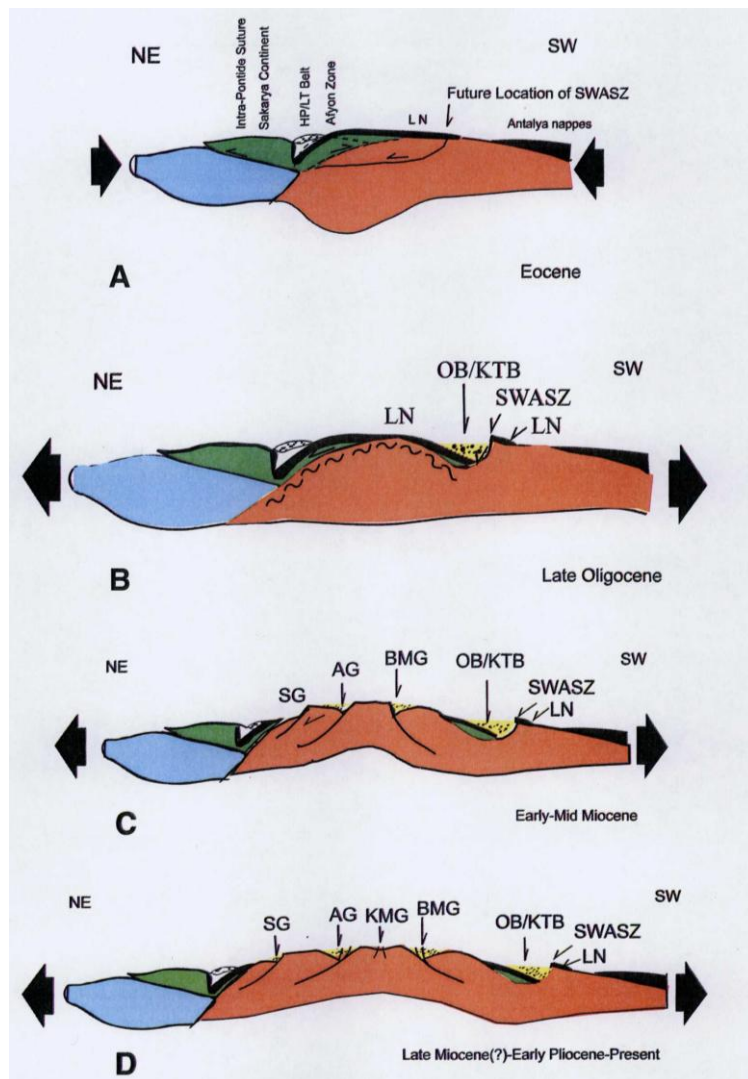 NE
SW
Intra-Pontide Suture
Sakarya Continent
HP/LT Belt
Afyon Zone
LN
Future Location of SWASZ
Antalya nappes
A
Eocene
NE
SW
OB/KTB
SWASZ
LN
LN
B
Late Oligocene
NE
SW
SG
AG
BMG
OB/KTB
SWASZ
LN
C
Early-Mid Miocene
NE
SW
SG
AG
KMG
BMG
OB/KTB
SWASZ
LN
D
Late Miocene(?)-Early Pliocene-Present